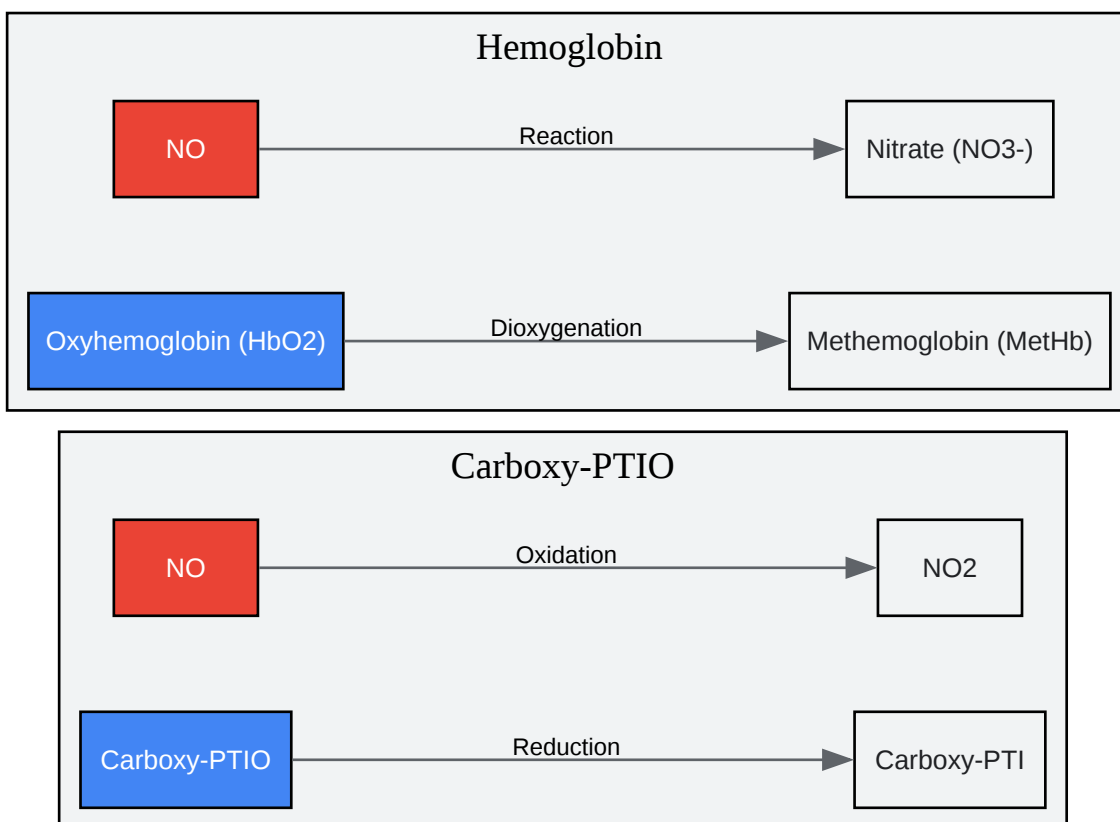 Hemoglobin
NO
Reaction
Nitrate (NO3-)
Oxyhemoglobin (HbO2)
Dioxygenation
Methemoglobin (MetHb)
Carboxy-PTIO
NO
Oxidation
NO2
Carboxy-PTIO
Reduction
Carboxy-PTI